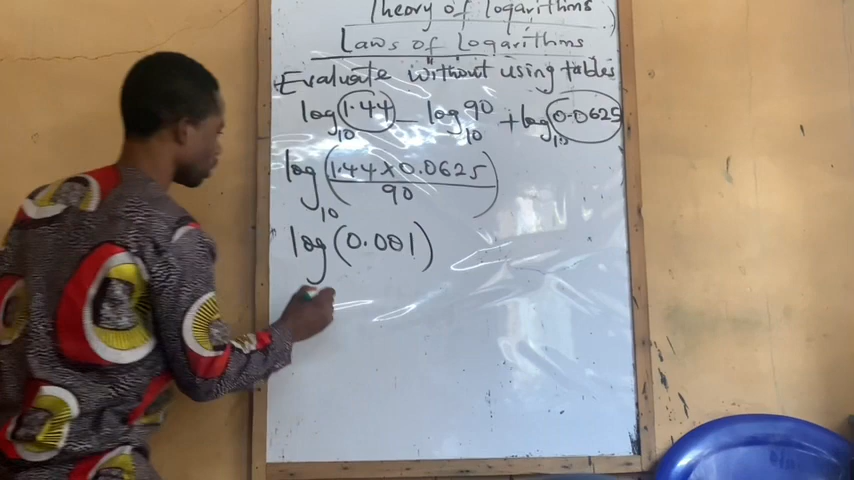 Theory of logarithms
Laws of Logarithms
Evaluate without using tables
log₁₀ 1.44 - log₁₀ 90 + log₁₀ 0.0625
log₁₀ (1.44 x 0.0625 / 90)
log (0.001)